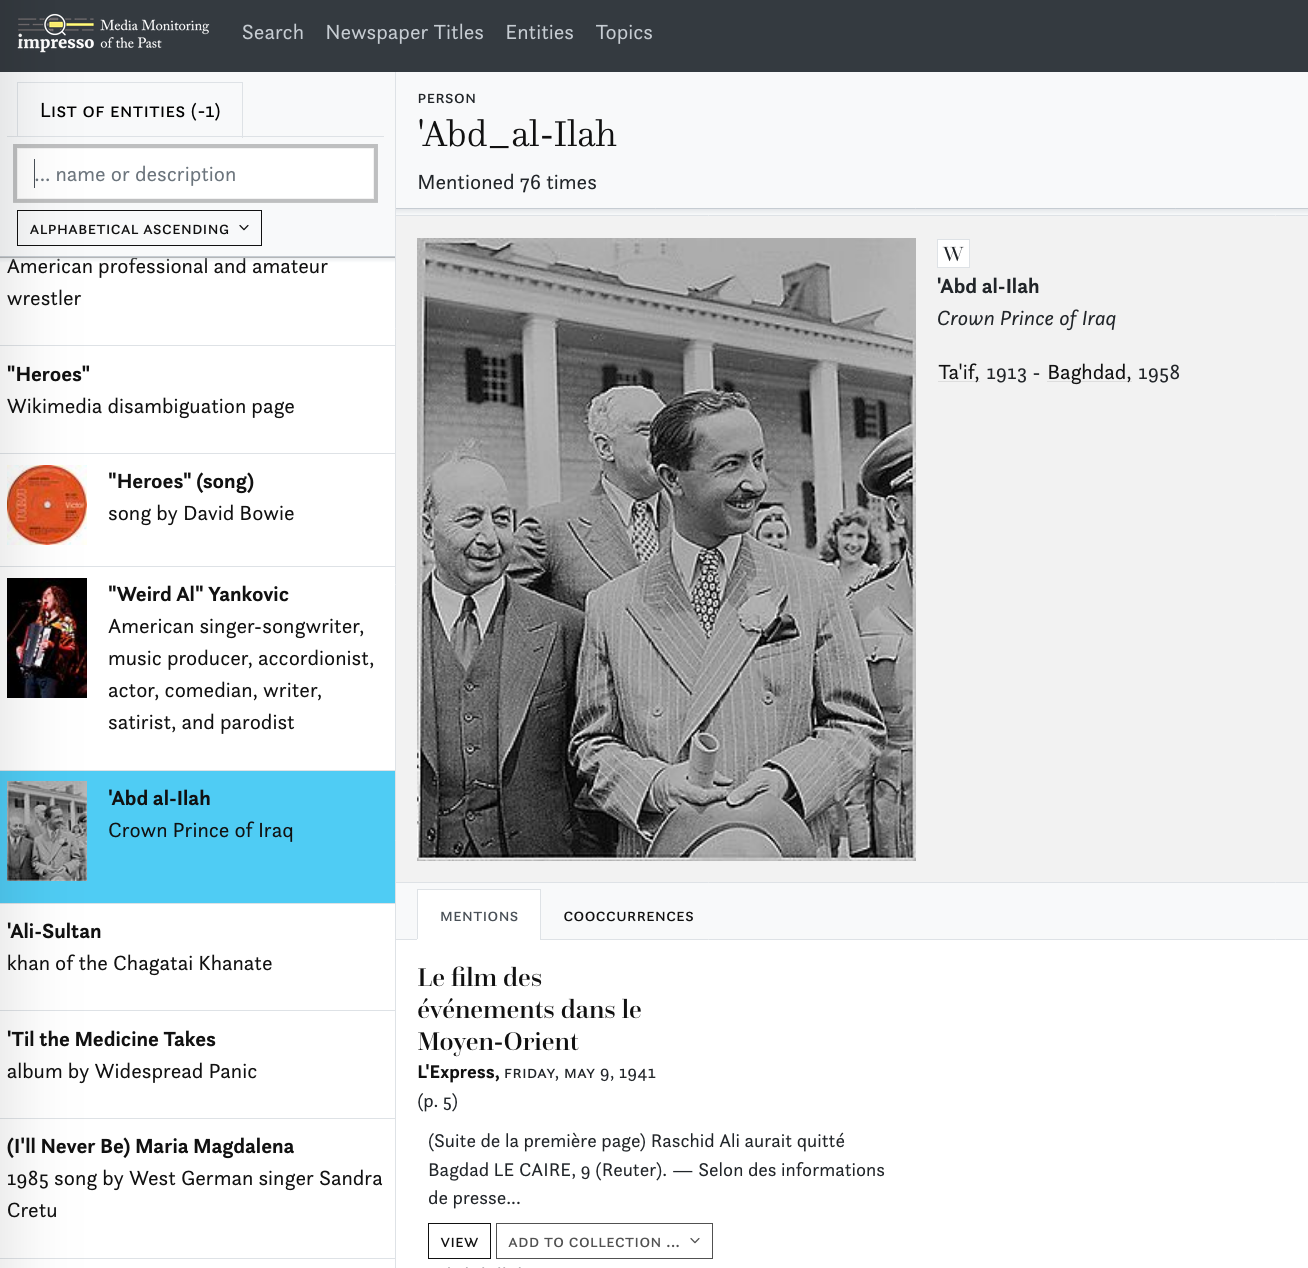 impresso Media Monitoring of the Past
Search Newspaper Titles Entities Topics
LIST OF ENTITIES (-1)
... name or description
ALPHABETICAL ASCENDING
American professional and amateur
wrestler
"Heroes"
Wikimedia disambiguation page
"Heroes" (song)
song by David Bowie
"Weird Al" Yankovic
American singer-songwriter,
music producer, accordionist,
actor, comedian, writer,
satirist, and parodist
'Abd al-Ilah
Crown Prince of Iraq
'Ali-Sultan
khan of the Chagatai Khanate
'Til the Medicine Takes
album by Widespread Panic
(I'll Never Be) Maria Magdalena
1985 song by West German singer Sandra
Cretu
PERSON
'Abd_al-Ilah
Mentioned 76 times
W
'Abd al-Ilah
Crown Prince of Iraq
Ta'if, 1913 - Baghdad, 1958
MENTIONS COOCCURRENCES
Le film des
événements dans le
Moyen-Orient
L'Express, FRIDAY, MAY 9, 1941
(p. 5)
(Suite de la première page) Raschid Ali aurait quitté
Bagdad LE CAIRE, 9 (Reuter). — Selon des informations
de presse...
VIEW ADD TO COLLECTION ...